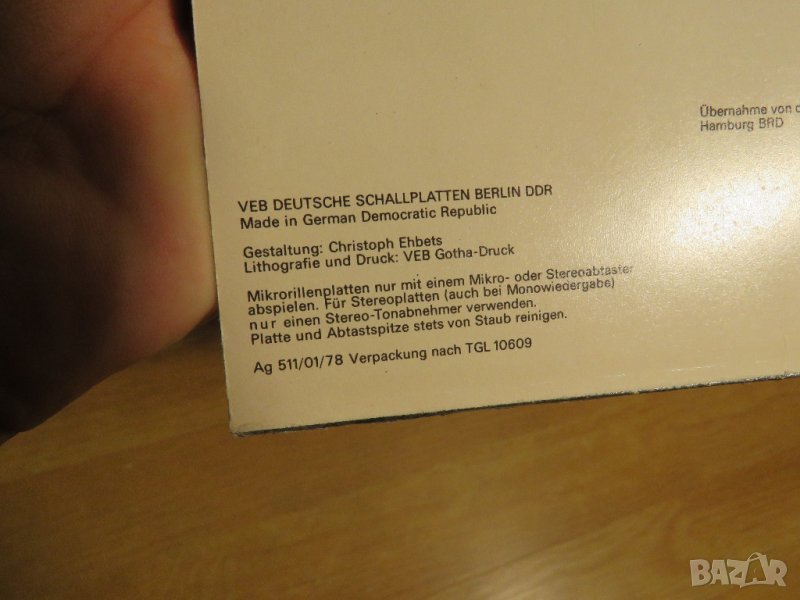 Übernahme von
Hamburg BRD
VEB DEUTSCHE SCHALLPLATTEN BERLIN DDR
Made in German Democratic Republic
Gestaltung: Christoph Ehbets
Lithografie und Druck: VEB Gotha-Druck
Mikrorillenplatten nur mit einem Mikro- oder Stereoabtaster
abspielen. Für Stereoplatten (auch bei Monowiedergabe)
nur einen Stereo-Tonabnehmer verwenden.
Platte und Abtastspitze stets von Staub reinigen.
Ag 511/01/78 Verpackung nach TGL 10609
BAZAR